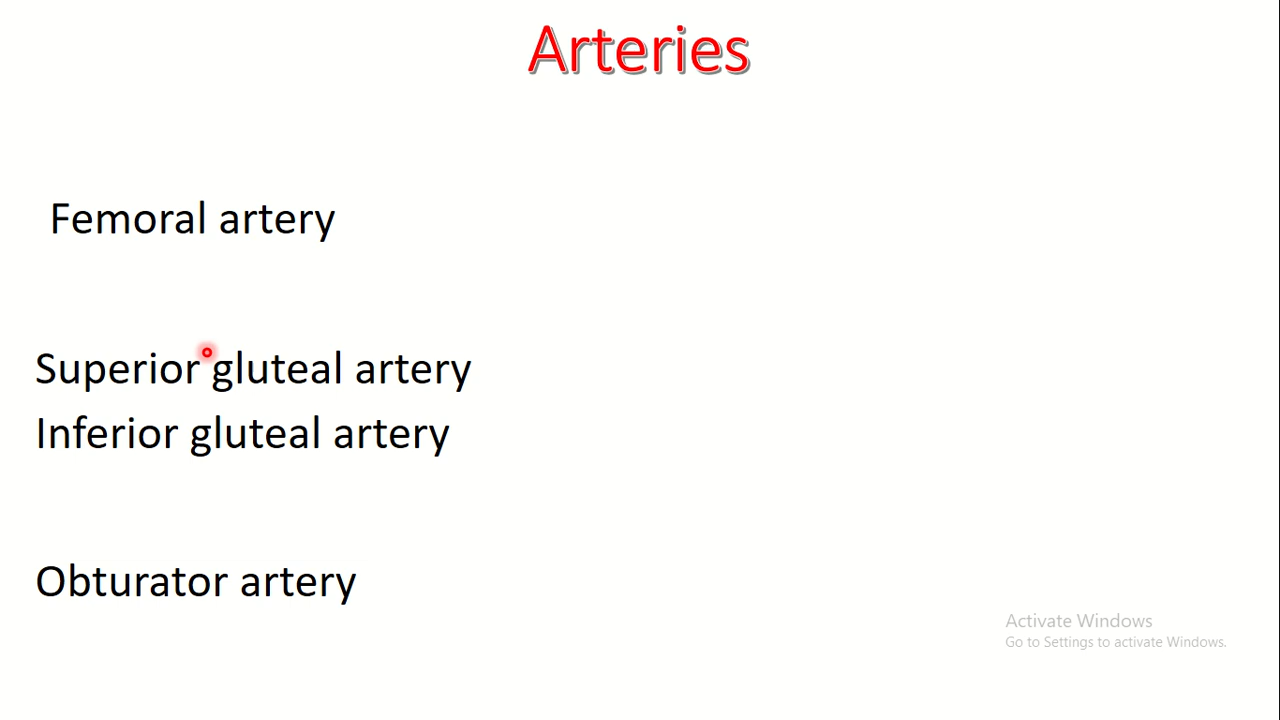 Arteries
Femoral artery
Superior gluteal artery
Inferior gluteal artery
Obturator artery
Activate Windows
Go to Settings to activate Windows.